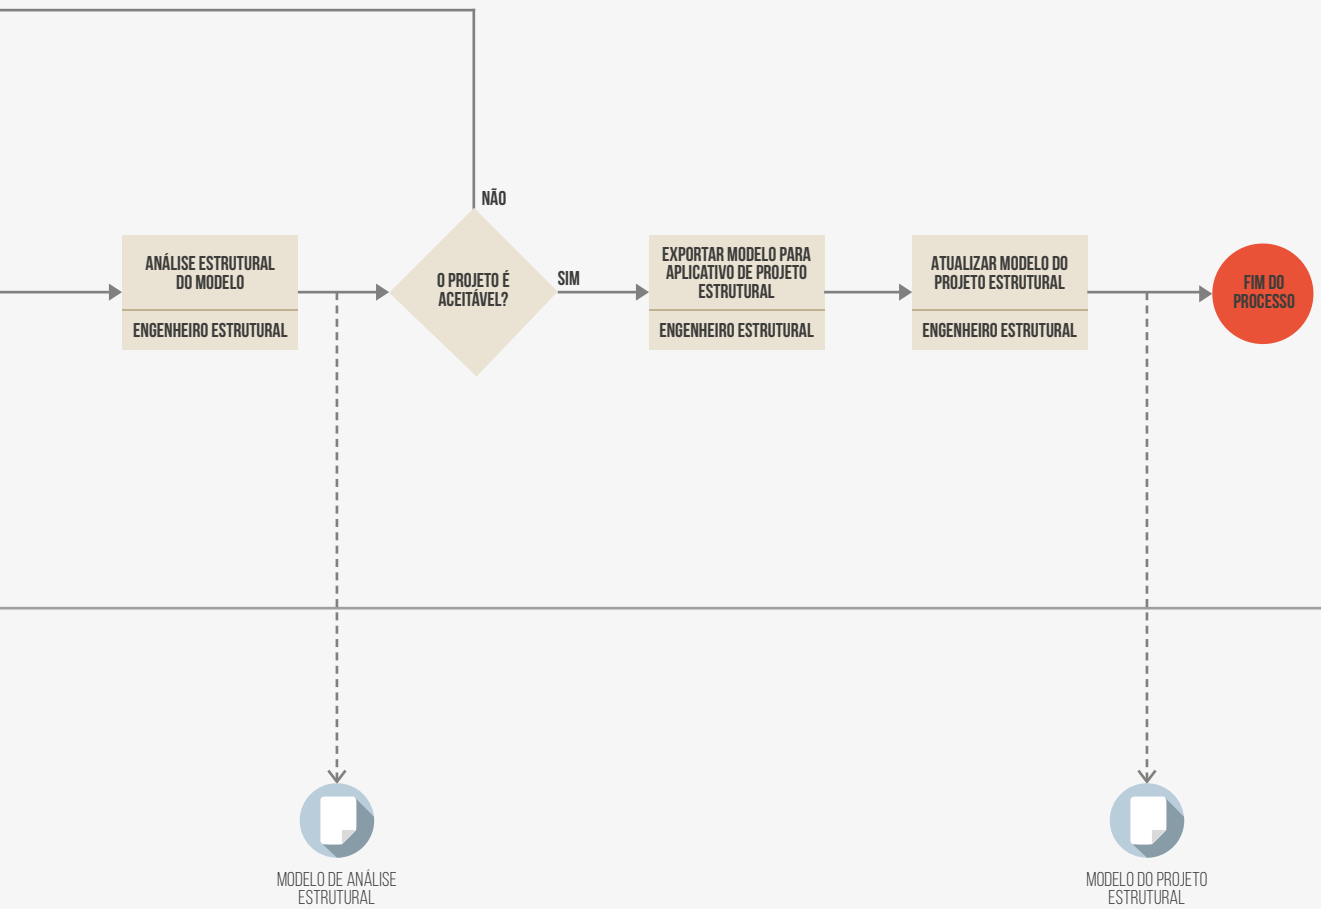 NÃO
ANÁLISE ESTRUTURAL
DO MODELO
ENGENHEIRO ESTRUTURAL
O PROJETO É
ACEITÁVEL?
SIM
EXPORTAR MODELO PARA
APLICATIVO DE PROJETO
ESTRUTURAL
ENGENHEIRO ESTRUTURAL
ATUALIZAR MODELO DO
PROJETO ESTRUTURAL
ENGENHEIRO ESTRUTURAL
FIM DO
PROCESSO
MODELO DE ANÁLISE
ESTRUTURAL
MODELO DO PROJETO
ESTRUTURAL